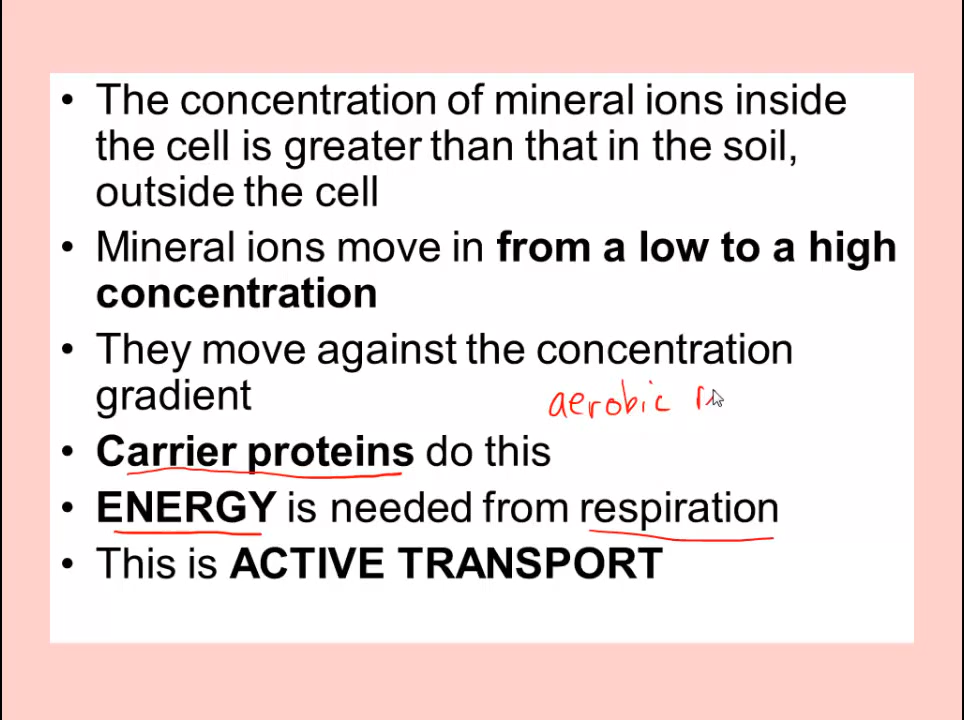 • The concentration of mineral ions inside
the cell is greater than that in the soil,
outside the cell
• Mineral ions move in from a low to a high
concentration
• They move against the concentration
gradient
aerobic r
• Carrier proteins do this
• ENERGY is needed from respiration
• This is ACTIVE TRANSPORT